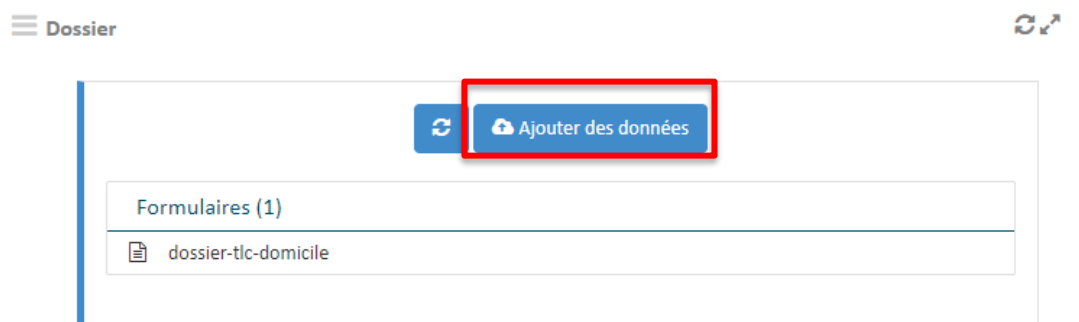 Dossier
Ajouter des données
Formulaires (1)
dossier-tlc-domicile